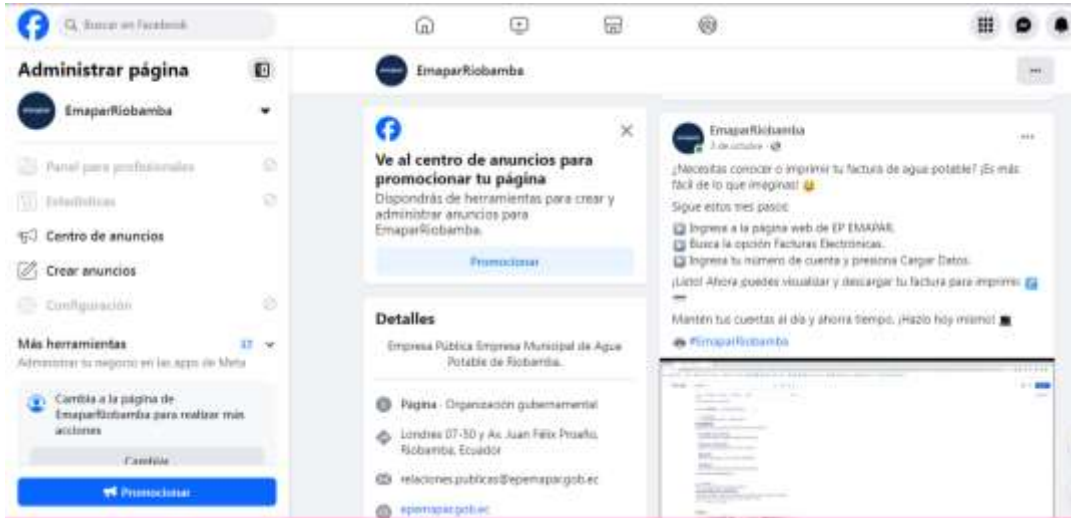 Buscar en Facebook
Administrar página
EmaparRiobamba
Panel para profesionales
Estadísticas
Centro de anuncios
Crear anuncios
Configuración
Más herramientas
Administrar tu negocio en las apps de Meta
Cambia a la página de
EmaparRiobamba para realizar más
acciones
Cambiar
Promocionar
EmaparRiobamba
Ve al centro de anuncios para
promocionar tu página
Dispondrás de herramientas para crear y
administrar anuncios para
EmaparRiobamba.
Promocionar
Detalles
Empresa Pública Empresa Municipal de Agua
Potable de Riobamba.
Página · Organización gubernamental
Londres 07-50 y Av. Juan Félix Proaño,
Riobamba, Ecuador
relaciones.publicas@epemapar.gob.ec
epemapar.gob.ec
EmaparRiobamba
de octubre
¿Necesitas conocer o imprimir tu factura de agua potable? ¡Es más
fácil de lo que imaginas!
Sigue estos tres pasos:
Ingresa a la página web de EP EMAPAR.
Busca la opción Facturas Electrónicas.
Ingresa tu número de cuenta y presiona Cargar Datos.
¡Listo! Ahora puedes visualizar y descargar tu factura para imprimir
Mantén tus cuentas al día y ahorra tiempo. ¡Hazlo hoy mismo!
#EmaparRiobamba